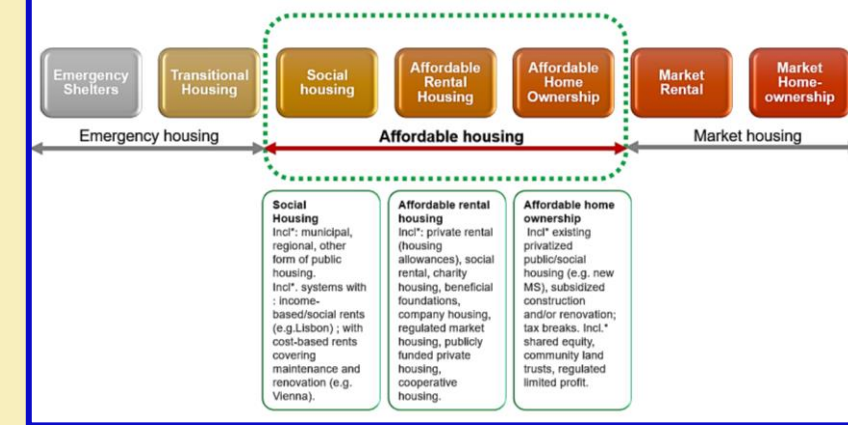 Emergency
Shelters
Transitional
Housing
Social
housing
Affordable
Rental
Housing
Affordable
Home
Ownership
Market
Rental
Market
Home-
ownership
Emergency housing
Affordable housing
Market housing
Social
Housing
Incl*: municipal,
regional, other
form of public
housing.
Incl*. systems with
: income-
based/social rents
(e.g.Lisbon) ; with
cost-based rents
covering
maintenance and
renovation (e.g.
Vienna).
Affordable rental
housing
Incl*: private rental
(housing
allowances), social
rental, charity
housing, beneficial
foundations,
company housing,
regulated market
housing, publicly
funded private
housing,
cooperative
housing.
Affordable home
ownership
Incl* existing
privatized
public/social
housing (e.g. new
MS), subsidized
construction
and/or renovation;
tax breaks. Incl.*
shared equity,
community land
trusts, regulated
limited profit.